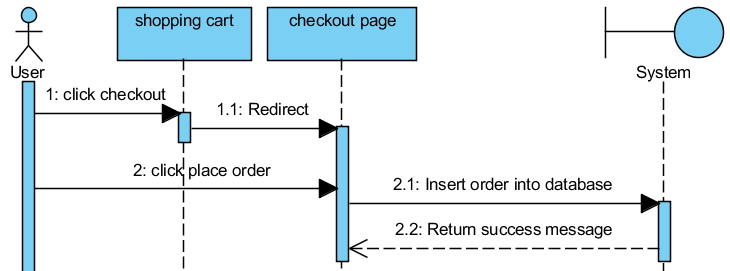 shopping cart
checkout page
User
System
1: click checkout
1.1: Redirect
2: click place order
2.1: Insert order into database
2.2: Return success message